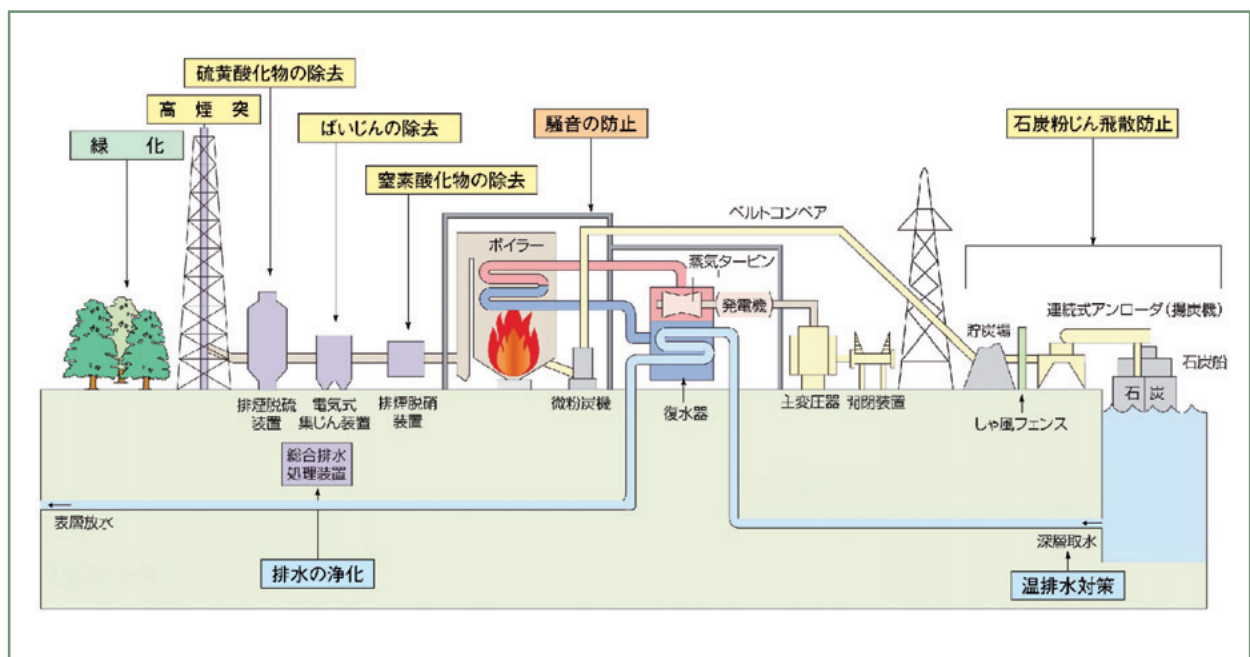 硫黄酸化物の除去
高煙突
ばいじんの除去
騒音の防止
石炭粉じん飛散防止
緑化
窒素酸化物の除去
ベルトコンベア
ボイラー
蒸気タービン
発電機
連続式アンローダ(揚炭機)
貯炭場
石炭船
石炭
排煙脱硫
装置
電気式
集じん装置
排煙脱硝
装置
微粉炭機
復水器
主変圧器
開閉装置
しゃ風フェンス
総合排水
処理装置
表層放水
深層取水
排水の浄化
温排水対策